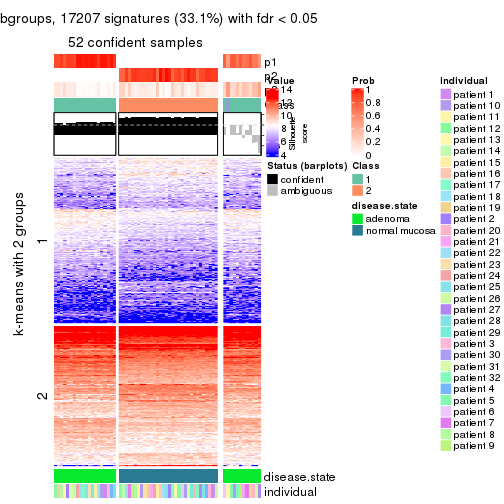 bgroups, 17207 signatures (33.1%) with fdr < 0.05
52 confident samples
p1
p2
Class
Silhouette
score
k-means with 2 groups
1
2
disease.state
individual
Value
14
12
10
8
6
4
Prob
1
0.8
0.6
0.4
0.2
0
Status (barplots)
confident
ambiguous
Class
1
2
disease.state
adenoma
normal mucosa
individual
patient 1
patient 10
patient 11
patient 12
patient 13
patient 14
patient 15
patient 16
patient 17
patient 18
patient 19
patient 2
patient 20
patient 21
patient 22
patient 23
patient 24
patient 25
patient 26
patient 27
patient 28
patient 29
patient 3
patient 30
patient 31
patient 32
patient 4
patient 5
patient 6
patient 7
patient 8
patient 9